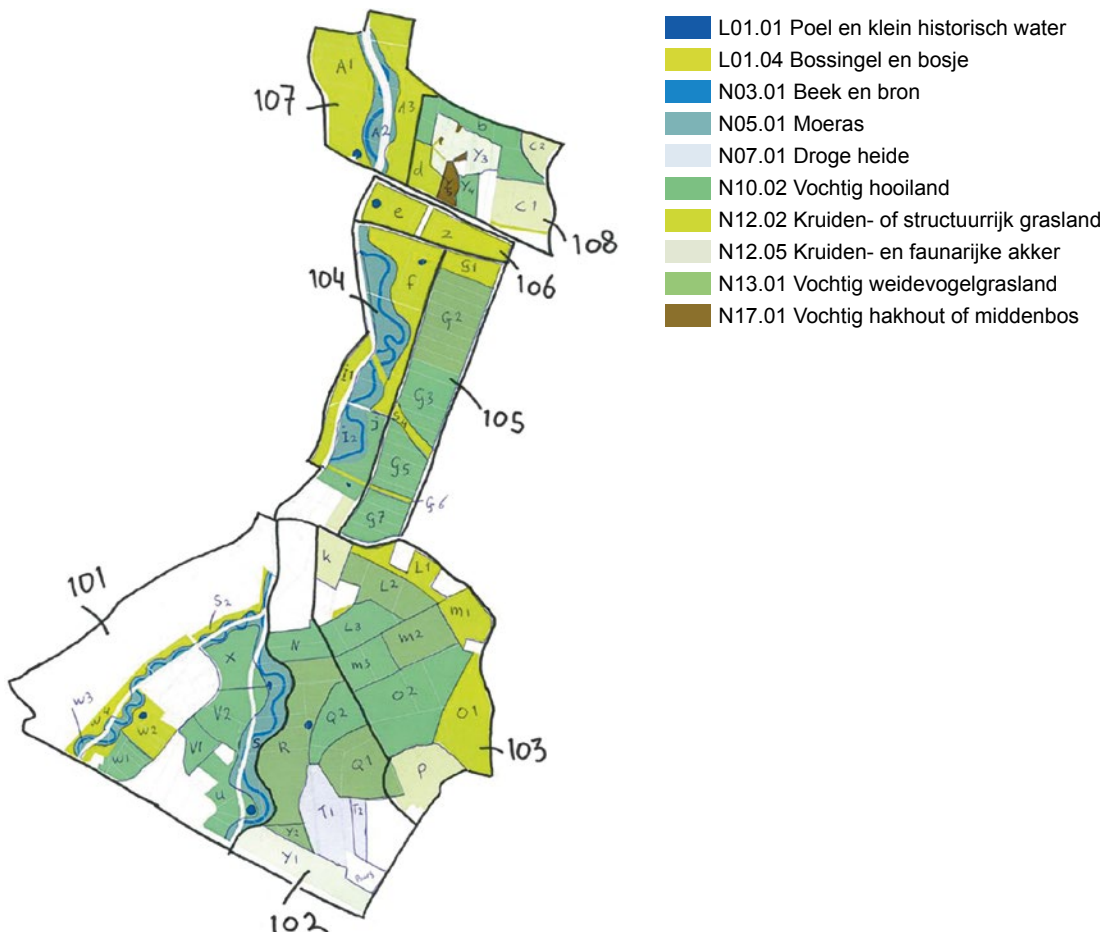 L01.01 Poel en klein historisch water
L01.04 Bossingel en bosje
N03.01 Beek en bron
N05.01 Moeras
N07.01 Droge heide
N10.02 Vochtig hooiland
N12.02 Kruiden- of structuurrijk grasland
N12.05 Kruiden- en faunarijke akker
N13.01 Vochtig weidevogelgrasland
N17.01 Vochtig hakhout of middenbos
A1
107
A3
A2
b
C2
Y3
d
Y4
C1
108
e
z
106
104
f
G1
G2
I1
G3
105
j
I2
G5
G6
G7
101
k
L1
S2
L2
m1
L3
m2
N
X
m3
W3
O2
W4
V2
Q2
O1
W2
V1
S
R
W1
Q1
P
103
U
T1
T2
Y2
Y1
102